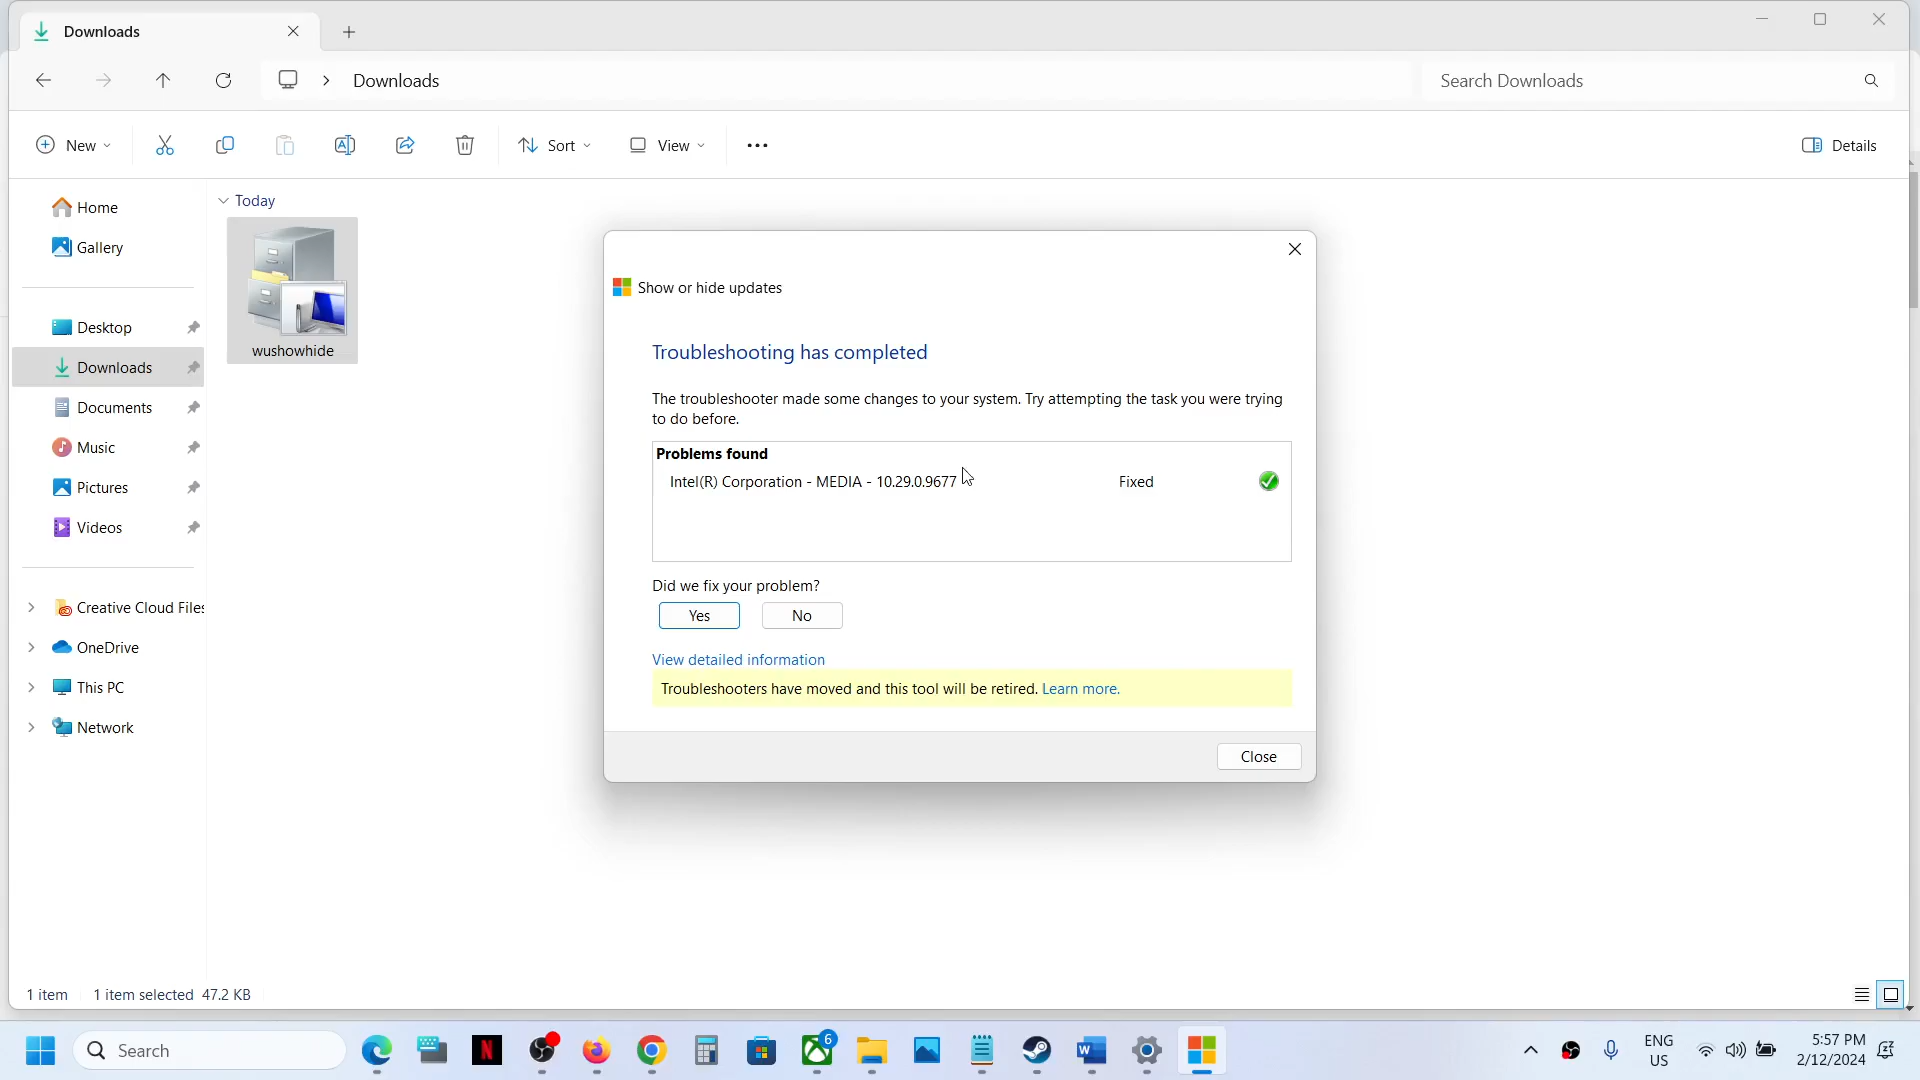 Downloads
Downloads
Search Downloads
New
Sort
View
Details
Home
Gallery
Desktop
Downloads
Documents
Music
Pictures
Videos
Creative Cloud Files
OneDrive
This PC
Network
Today
wushowhide
Show or hide updates
Troubleshooting has completed
The troubleshooter made some changes to your system. Try attempting the task you were trying
to do before.
Problems found
Intel(R) Corporation - MEDIA - 10.29.0.9677 Fixed
Did we fix your problem?
Yes No
View detailed information
Troubleshooters have moved and this tool will be retired. Learn more.
Close
1 item 1 item selected 47.2 KB
Search
N
6
W
ENG
US
5:57 PM
2/12/2024